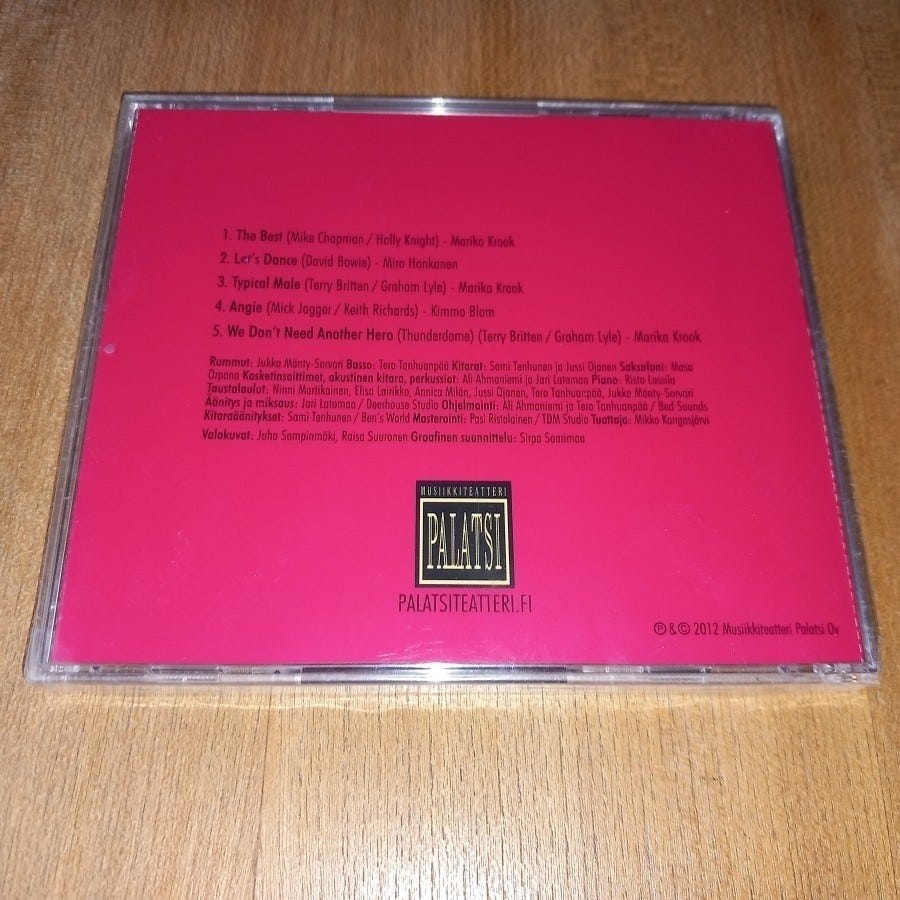 1. The Best (Mike Chapman / Holly Knight) - Marika Krook
2. Let's Dance (David Bowie) - Mira Honkanen
3. Typical Male (Terry Britten / Graham Lyle) - Marika Krook
4. Angie (Mick Jagger / Keith Richards) - Kimmo Blom
5. We Don't Need Another Hero (Thunderdome) (Terry Britten / Graham Lyle) - Marika Krook
Rummut: Jukka Mänty-Sorvari Basso: Tero Tanhuanpää Kitarat: Sami Tenhunen ja Jussi Ojanen Saksofoni: Masa
Orpana Kosketinsoittimet, akustinen kitara, perkussiot: Ali Ahmaniemi ja Jari Latomaa Piano: Risto Lassila
Taustalaulut: Ninni Martikainen, Elisa Lairikko, Annica Milán, Jussi Ojanen, Tero Tanhuanpää, Jukka Mänty-Sorvari
Äänitys ja miksaus: Jari Latomaa / Deerhouse Studio Ohjelmointi: Ali Ahmaniemi ja Tero Tanhuanpää / Bed Sounds
Kitaraäänitykset: Sami Tenhunen / Ben's World Masterointi: Pasi Ristolainen / TDM Studio Tuottaja: Mikko Kangasjärvi
Valokuvat: Juha Sompinmäki, Raisa Suuronen Graafinen suunnittelu: Sirpa Saarimaa
MUSIIKKITEATTERI
PALATSI
PALATSITEATTERI.FI
℗ & © 2012 Musiikkiteatteri Palatsi Oy